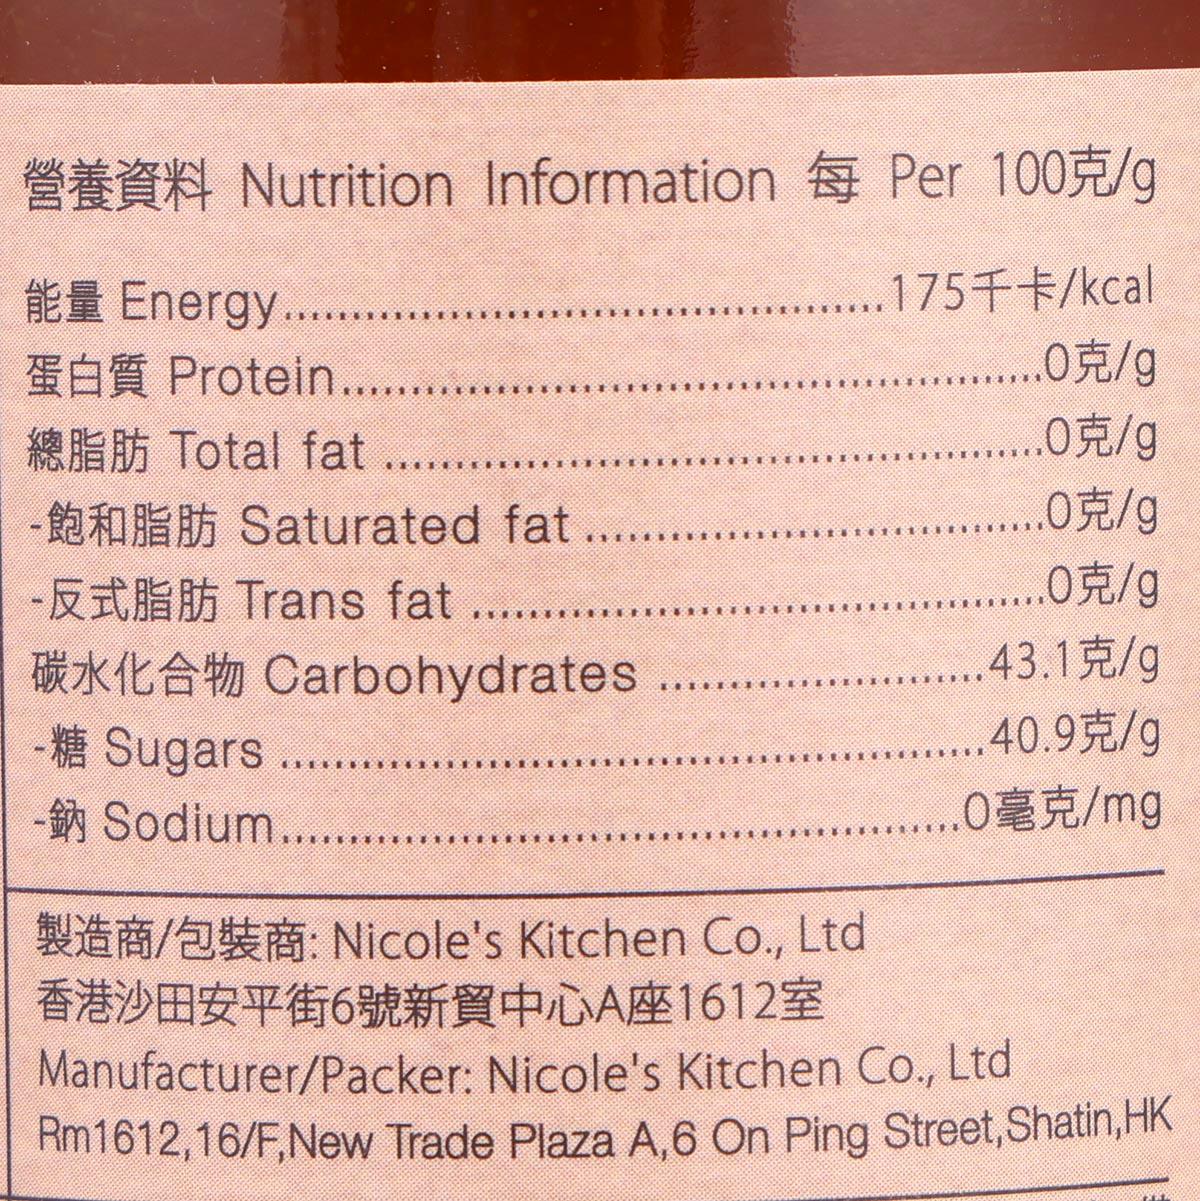 營養資料 Nutrition Information 每 Per 100克/g
能量 Energy..........................................175千卡/kcal
蛋白質 Protein..................................................0克/g
總脂肪 Total fat ..............................................0克/g
-飽和脂肪 Saturated fat ................................0克/g
-反式脂肪 Trans fat ........................................0克/g
碳水化合物 Carbohydrates .......................43.1克/g
-糖 Sugars ..................................................40.9克/g
-鈉 Sodium................................................0毫克/mg
製造商/包裝商: Nicole's Kitchen Co., Ltd
香港沙田安平街6號新貿中心A座1612室
Manufacturer/Packer: Nicole's Kitchen Co., Ltd
Rm1612,16/F,New Trade Plaza A,6 On Ping Street,Shatin,HK